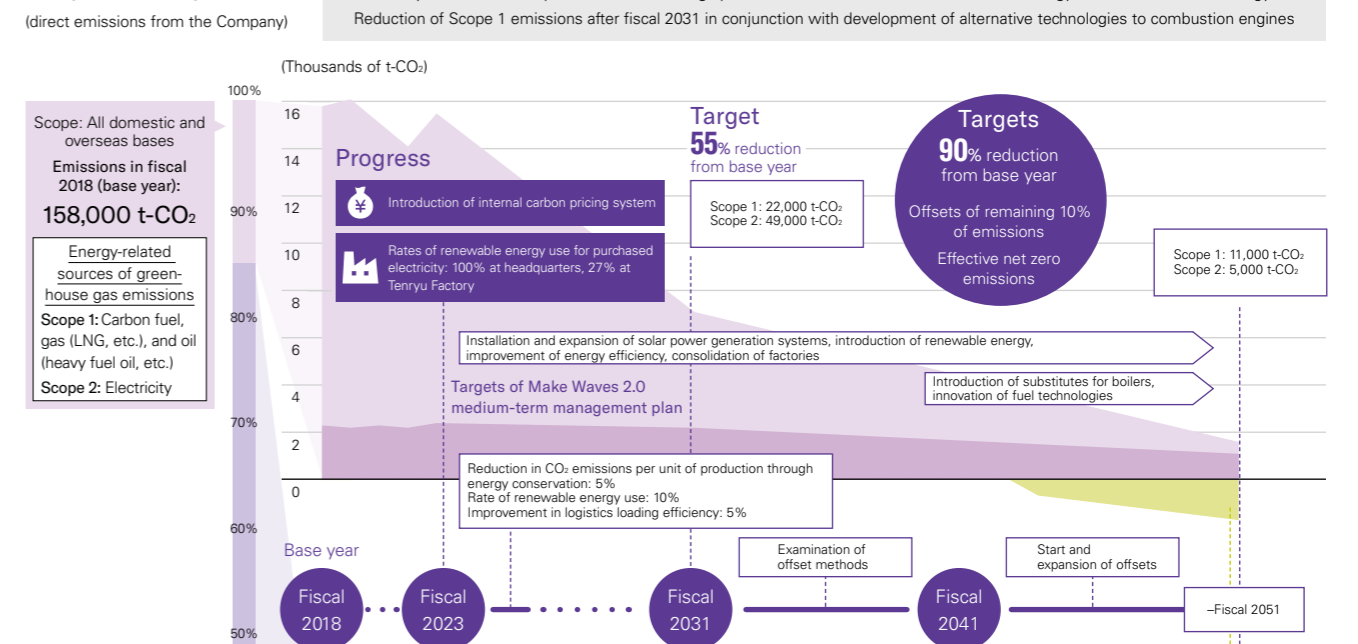 (direct emissions from the Company)
Reduction of Scope 1 emissions after fiscal 2031 in conjunction with development of alternative technologies to combustion engines
(Thousands of t-CO₂)
100%
90%
80%
70%
60%
50%
Scope: All domestic and
overseas bases
Emissions in fiscal
2018 (base year):
158,000 t-CO₂
Energy-related
sources of green-
house gas emissions
Scope 1: Carbon fuel,
gas (LNG, etc.), and oil
(heavy fuel oil, etc.)
Scope 2: Electricity
16
14
12
10
8
6
4
2
0
Progress
Introduction of internal carbon pricing system
Rates of renewable energy use for purchased
electricity: 100% at headquarters, 27% at
Tenryu Factory
Target
55% reduction
from base year
Scope 1: 22,000 t-CO₂
Scope 2: 49,000 t-CO₂
Targets
90% reduction
from base year
Offsets of remaining 10%
of emissions
Effective net zero
emissions
Scope 1: 11,000 t-CO₂
Scope 2: 5,000 t-CO₂
Installation and expansion of solar power generation systems, introduction of renewable energy,
improvement of energy efficiency, consolidation of factories
Introduction of substitutes for boilers,
innovation of fuel technologies
Targets of Make Waves 2.0
medium-term management plan
Reduction in CO₂ emissions per unit of production through
energy conservation: 5%
Rate of renewable energy use: 10%
Improvement in logistics loading efficiency: 5%
Base year
Fiscal
2018
Fiscal
2023
Fiscal
2031
Examination of
offset methods
Fiscal
2041
Start and
expansion of offsets
–Fiscal 2051